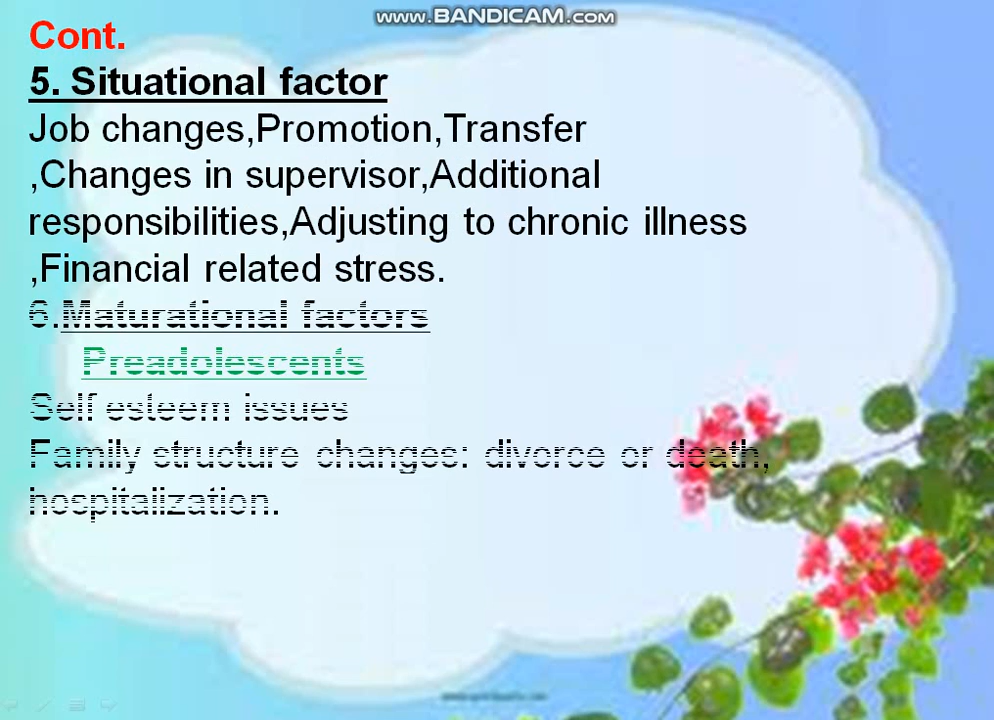 www.BANDICAM.com
Cont.
5. Situational factor
Job changes,Promotion,Transfer
,Changes in supervisor,Additional
responsibilities,Adjusting to chronic illness
,Financial related stress.
6.Maturational factors
Preadolescents
Self esteem issues
Family structure changes: divorce or death,
hospitalization.